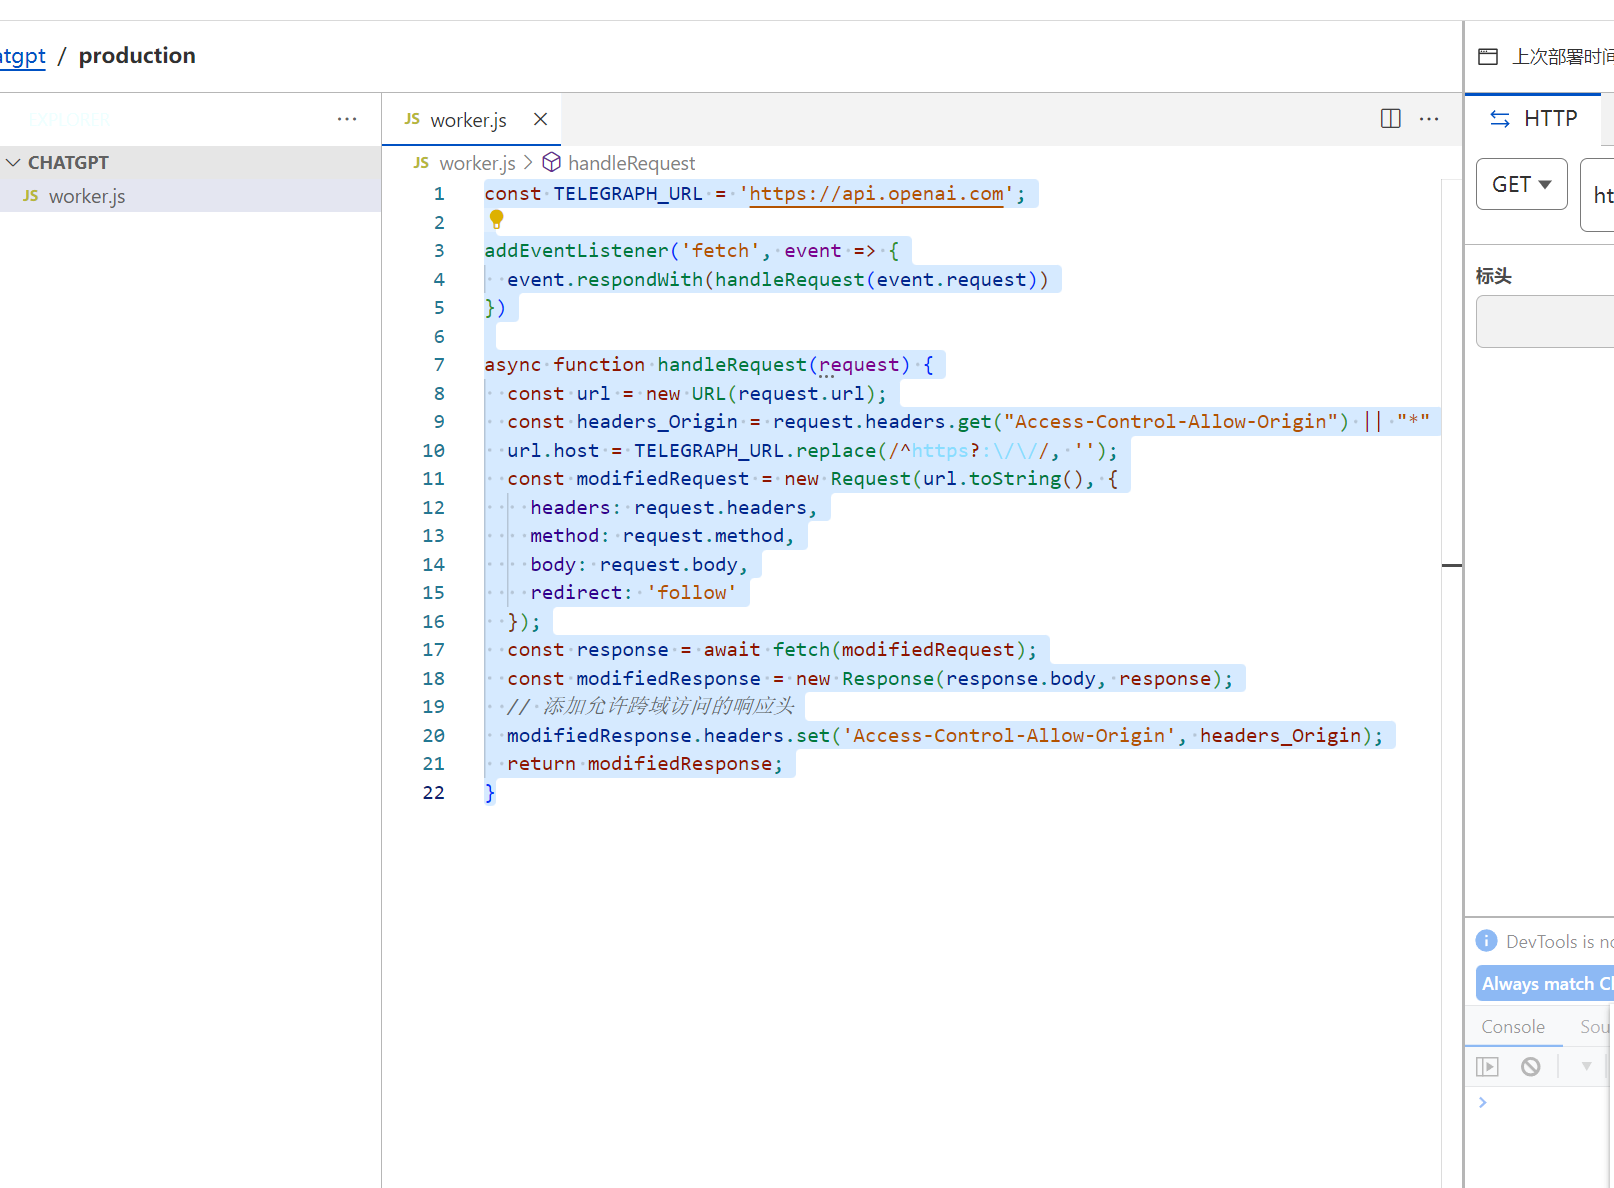 atgpt / production
上次部署时间
EXPLORER
JS worker.js
HTTP
CHATGPT
JS worker.js
JS worker.js > handleRequest
GET
ht
标头
1 const TELEGRAPH_URL = 'https://api.openai.com';
2
3 addEventListener('fetch', event => {
4 event.respondWith(handleRequest(event.request))
5 })
6
7 async function handleRequest(request) {
8 const url = new URL(request.url);
9 const headers_Origin = request.headers.get("Access-Control-Allow-Origin") || "*"
10 url.host = TELEGRAPH_URL.replace(/^https?:\/\//, '');
11 const modifiedRequest = new Request(url.toString(), {
12 headers: request.headers,
13 method: request.method,
14 body: request.body,
15 redirect: 'follow'
16 });
17 const response = await fetch(modifiedRequest);
18 const modifiedResponse = new Response(response.body, response);
19 // 添加允许跨域访问的响应头
20 modifiedResponse.headers.set('Access-Control-Allow-Origin', headers_Origin);
21 return modifiedResponse;
22 }
DevTools is no
Always match Ch
Console Sou